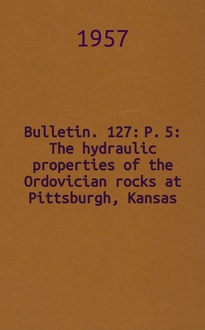 1957
Bulletin. 127: P. 5:
The hydraulic
properties of the
Ordovician rocks at
Pittsburgh, Kansas